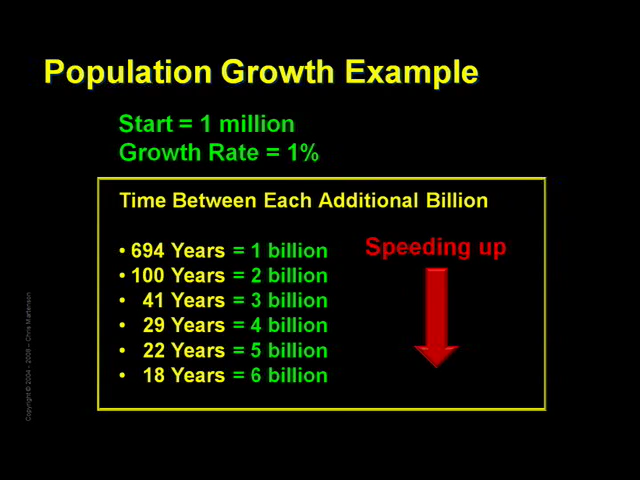 Population Growth Example
Start = 1 million
Growth Rate = 1%
Time Between Each Additional Billion
• 694 Years = 1 billion
• 100 Years = 2 billion
• 41 Years = 3 billion
• 29 Years = 4 billion
• 22 Years = 5 billion
• 18 Years = 6 billion
Speeding up
Copyright © 2004 - 2009 – Chris Martenson